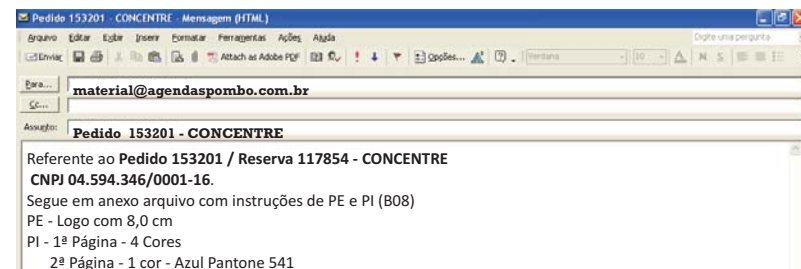 Pedido 153201 - CONCENTRE - Mensagem (HTML)
Arquivo Editar Exibir Inserir Formatar Ferramentas Ações Ajuda Digite uma pergunta
Enviar Attach as Adobe PDF Opções... Verdana 10 A N S
Para... material@agendaspombo.com.br
Cc...
Assunto: Pedido 153201 - CONCENTRE
Referente ao Pedido 153201 / Reserva 117854 - CONCENTRE
CNPJ 04.594.346/0001-16.
Segue em anexo arquivo com instruções de PE e PI (B08)
PE - Logo com 8,0 cm
PI - 1ª Página - 4 Cores
2ª Página - 1 cor - Azul Pantone 541